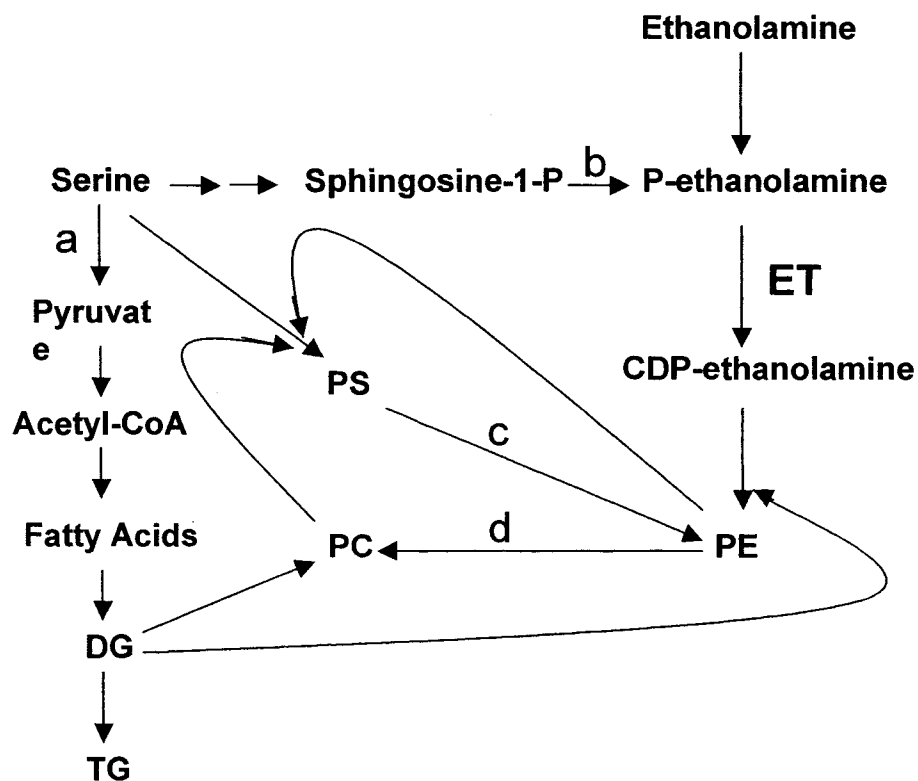 Ethanolamine
Serine
Sphingosine-1-P
b
P-ethanolamine
a
ET
Pyruvat
e
PS
CDP-ethanolamine
Acetyl-CoA
c
Fatty Acids
PC
d
PE
DG
TG